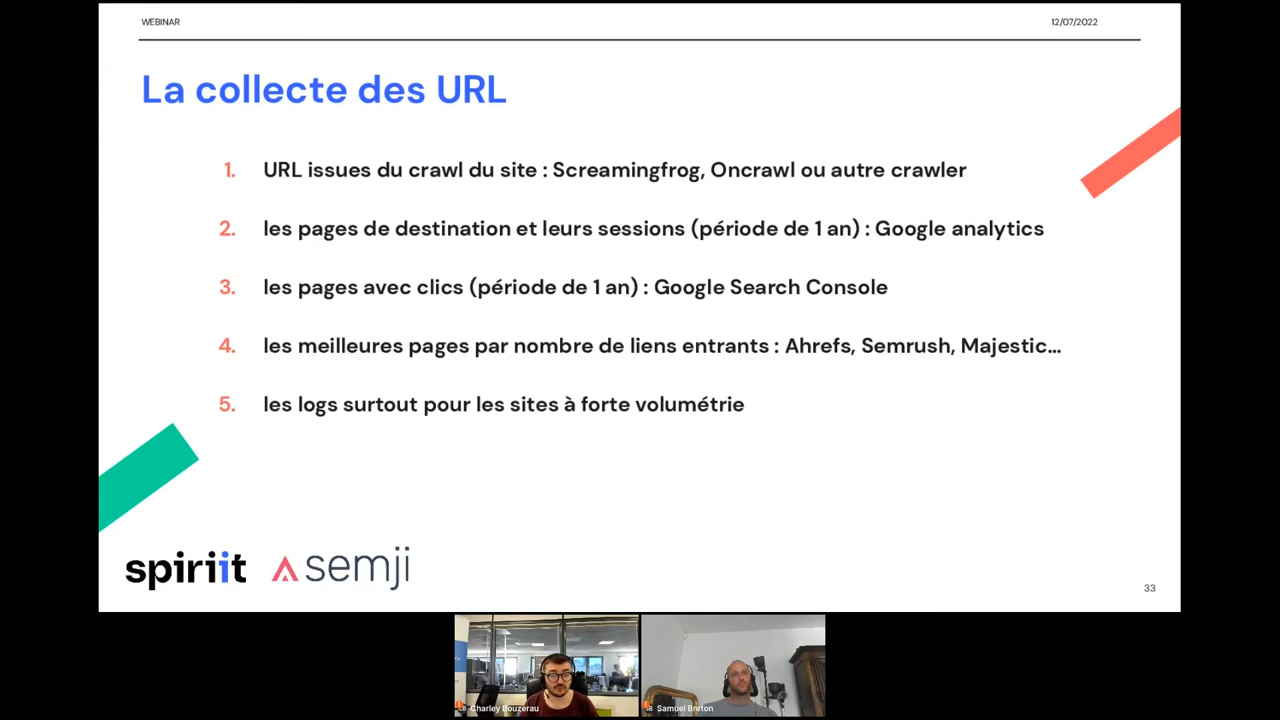 WEBINAR
12/07/2022
La collecte des URL
1. URL issues du crawl du site : Screamingfrog, Oncrawl ou autre crawler
2. les pages de destination et leurs sessions (période de 1 an) : Google analytics
3. les pages avec clics (période de 1 an) : Google Search Console
4. les meilleures pages par nombre de liens entrants : Ahrefs, Semrush, Majestic...
5. les logs surtout pour les sites à forte volumétrie
spiriit
semji
33
Charley Bouzerau
Samuel Breton